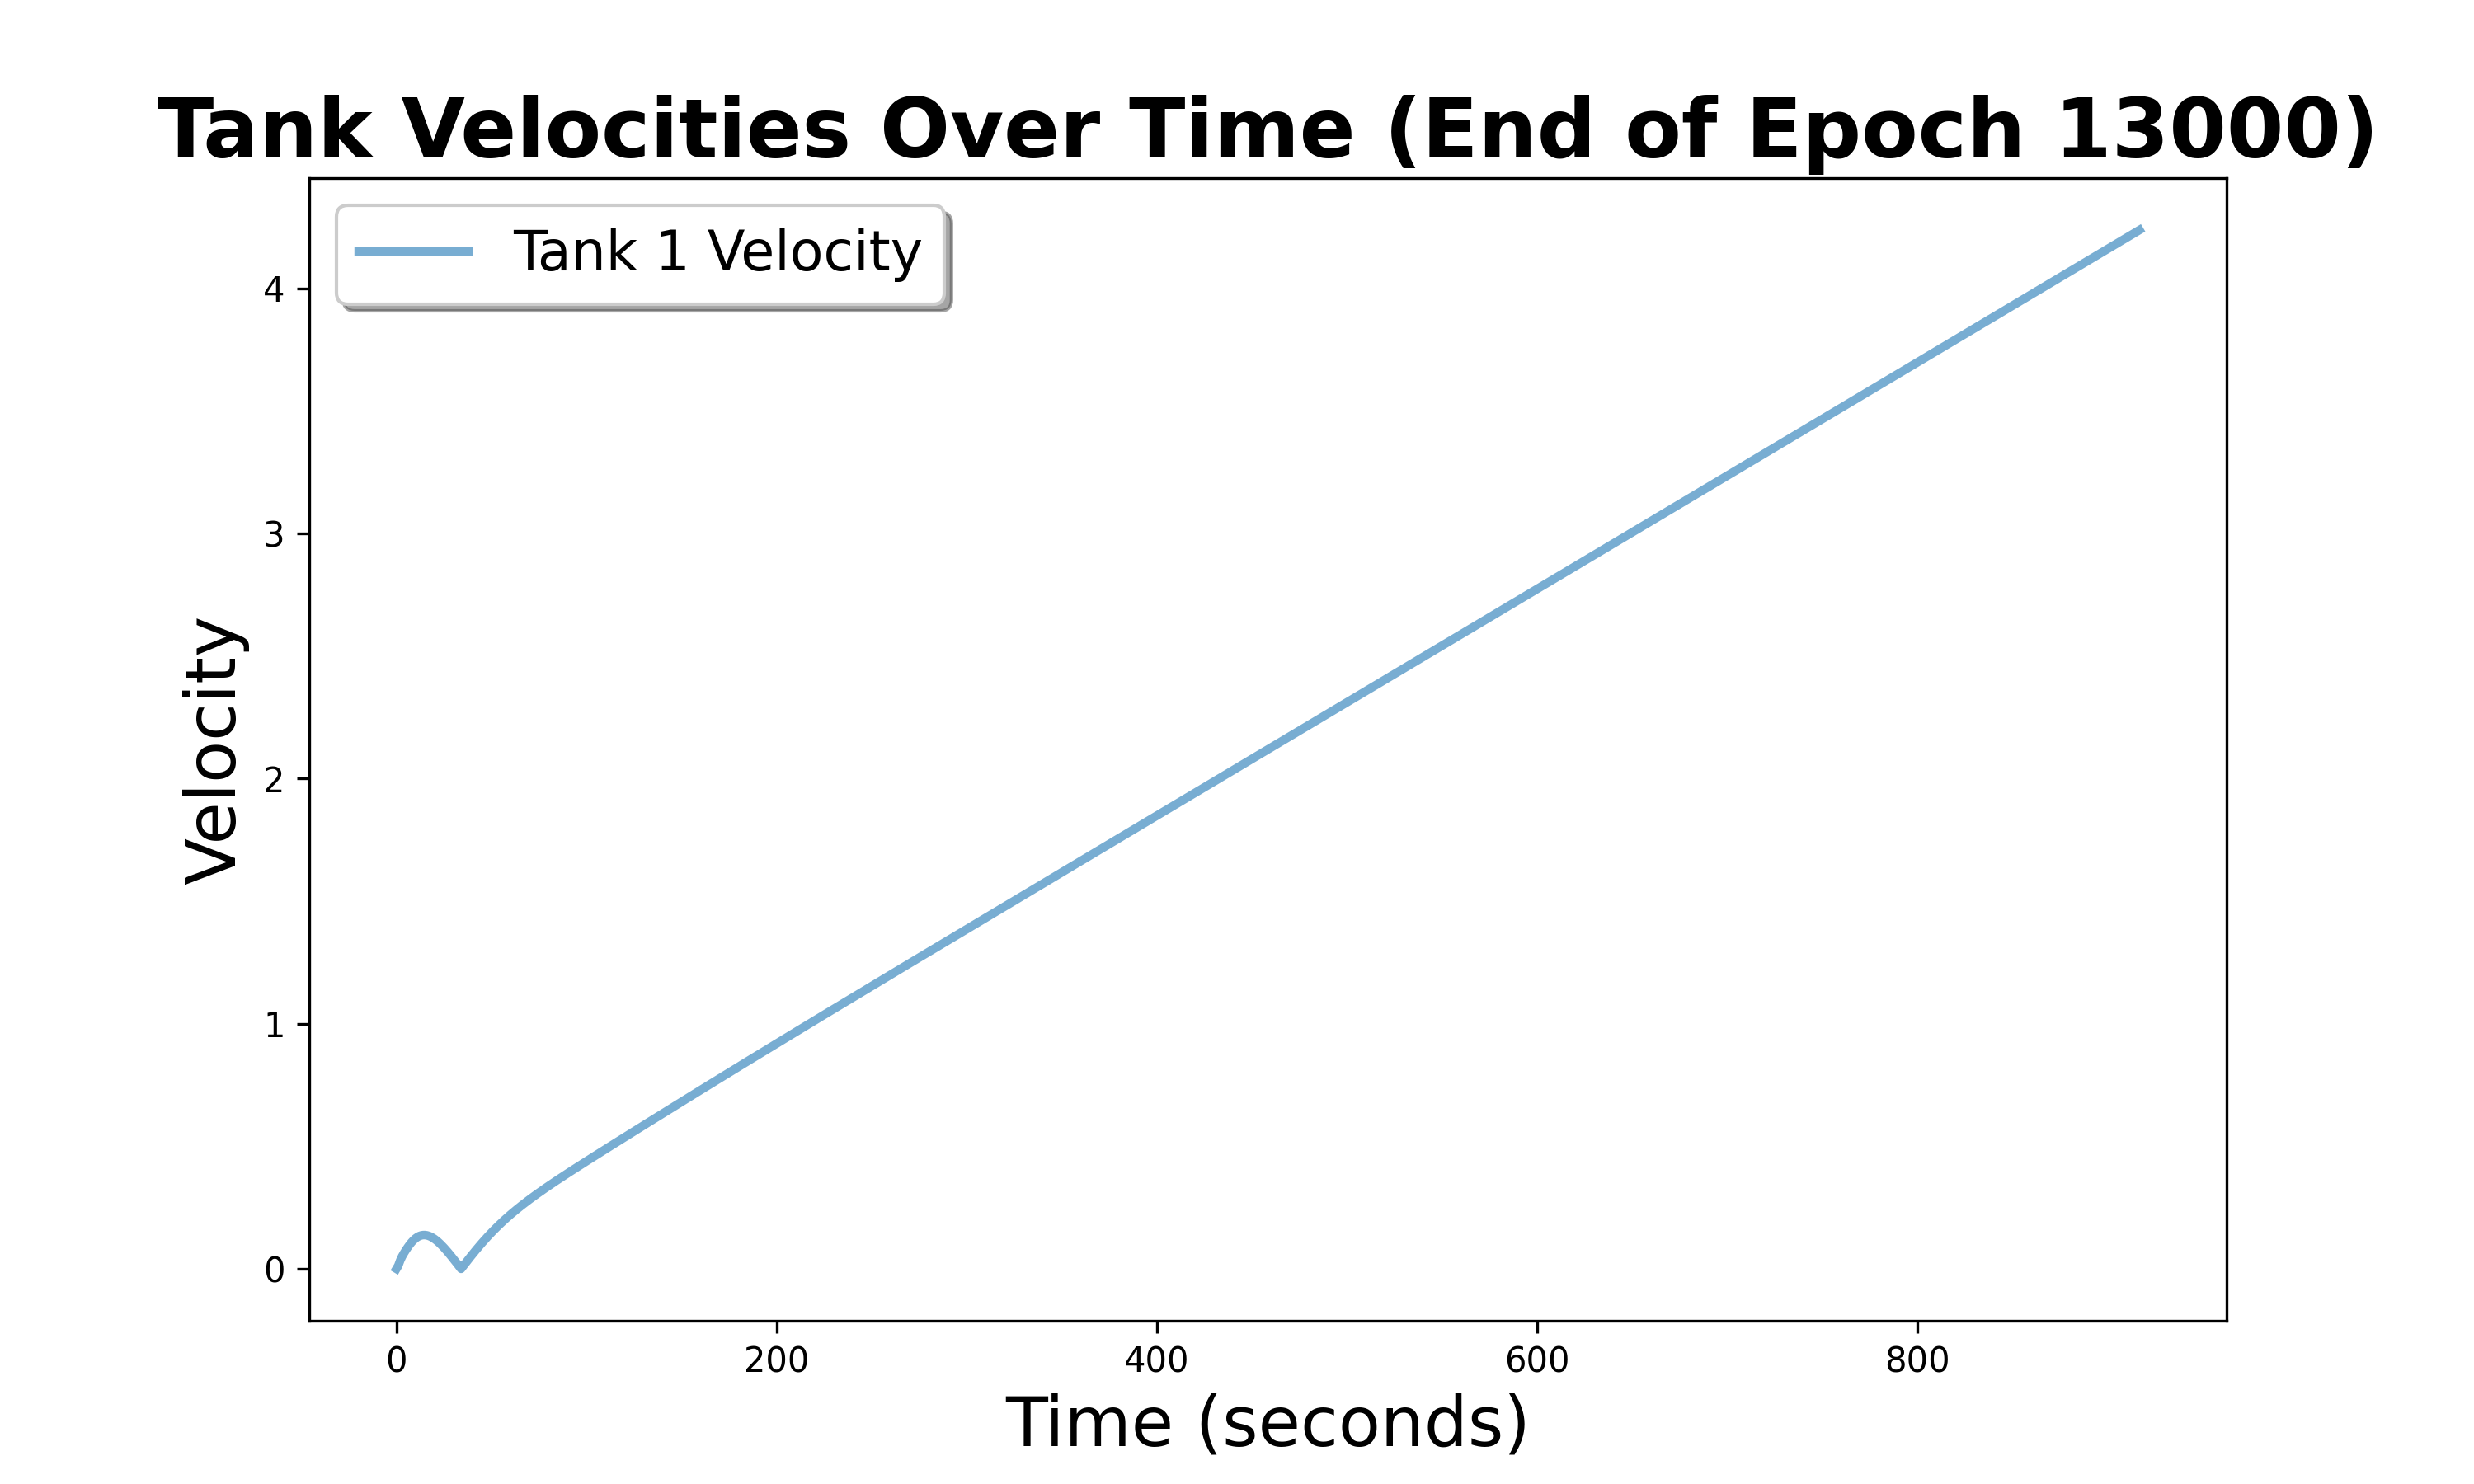 Tank Velocities Over Time (End of Epoch 13000)
Tank 1 Velocity
Velocity
4
3
2
1
0
0 200 400 600 800
Time (seconds)